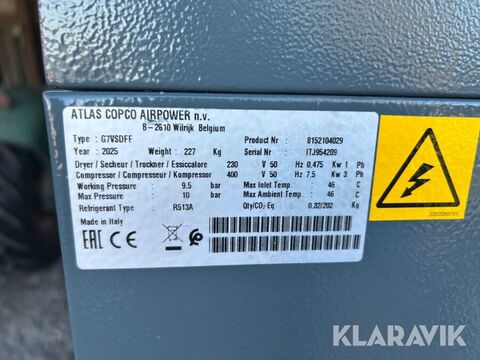 ATLAS COPCO AIRPOWER n.v.
B-2610 Wilrijk Belgium
Type : G7VSDFF Product Nr : 8152104029
Year : 2025 Weight : 227 Kg Serial Nr : ITJ954209
Dryer / Secheur / Trockner / Essiccatore 230 V 50 Hz 0.475 Kw 1 Ph
Compressor / Compresseur / Kompressor / Kompressor 400 V 50 Hz 7,5 Kw 3 Ph
Working Pressure : 9.5 bar Max Inlet Temp : 46 C
Max Pressure : 10 bar Max Ambient Temp : 46 C
Refrigerant Type R513A Qty/CO₂ Eq : 0.32/202 Kg
Made in Italy
EAC CE
2202260731
KLARAVIK